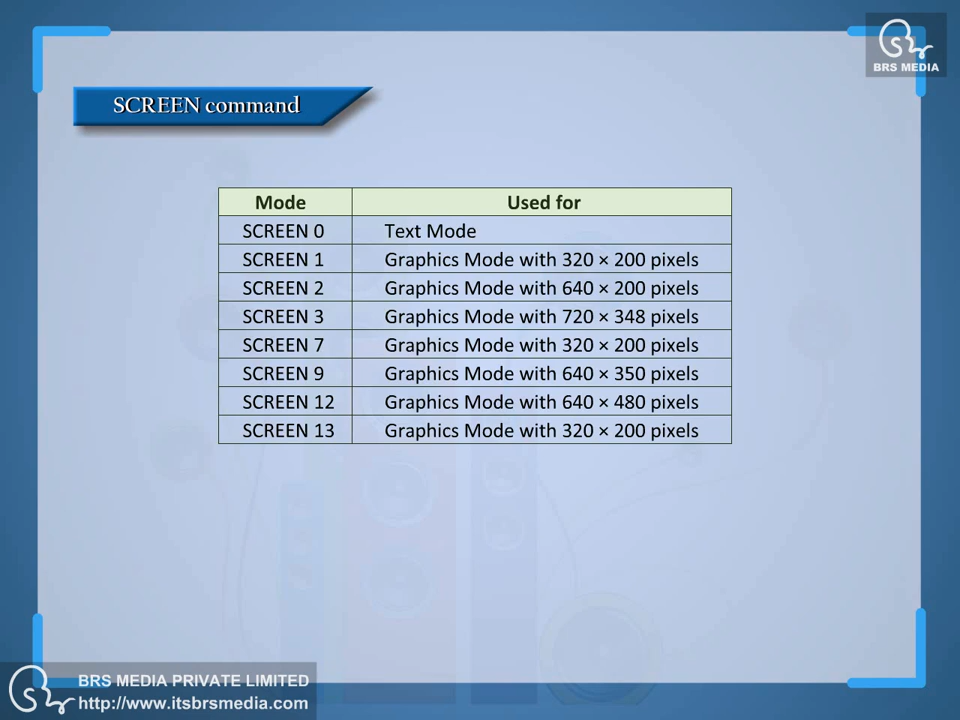 BRS MEDIA
SCREEN command
Mode Used for
SCREEN 0 Text Mode
SCREEN 1 Graphics Mode with 320 × 200 pixels
SCREEN 2 Graphics Mode with 640 × 200 pixels
SCREEN 3 Graphics Mode with 720 × 348 pixels
SCREEN 7 Graphics Mode with 320 × 200 pixels
SCREEN 9 Graphics Mode with 640 × 350 pixels
SCREEN 12 Graphics Mode with 640 × 480 pixels
SCREEN 13 Graphics Mode with 320 × 200 pixels
BRS MEDIA PRIVATE LIMITED
http://www.itsbrsmedia.com